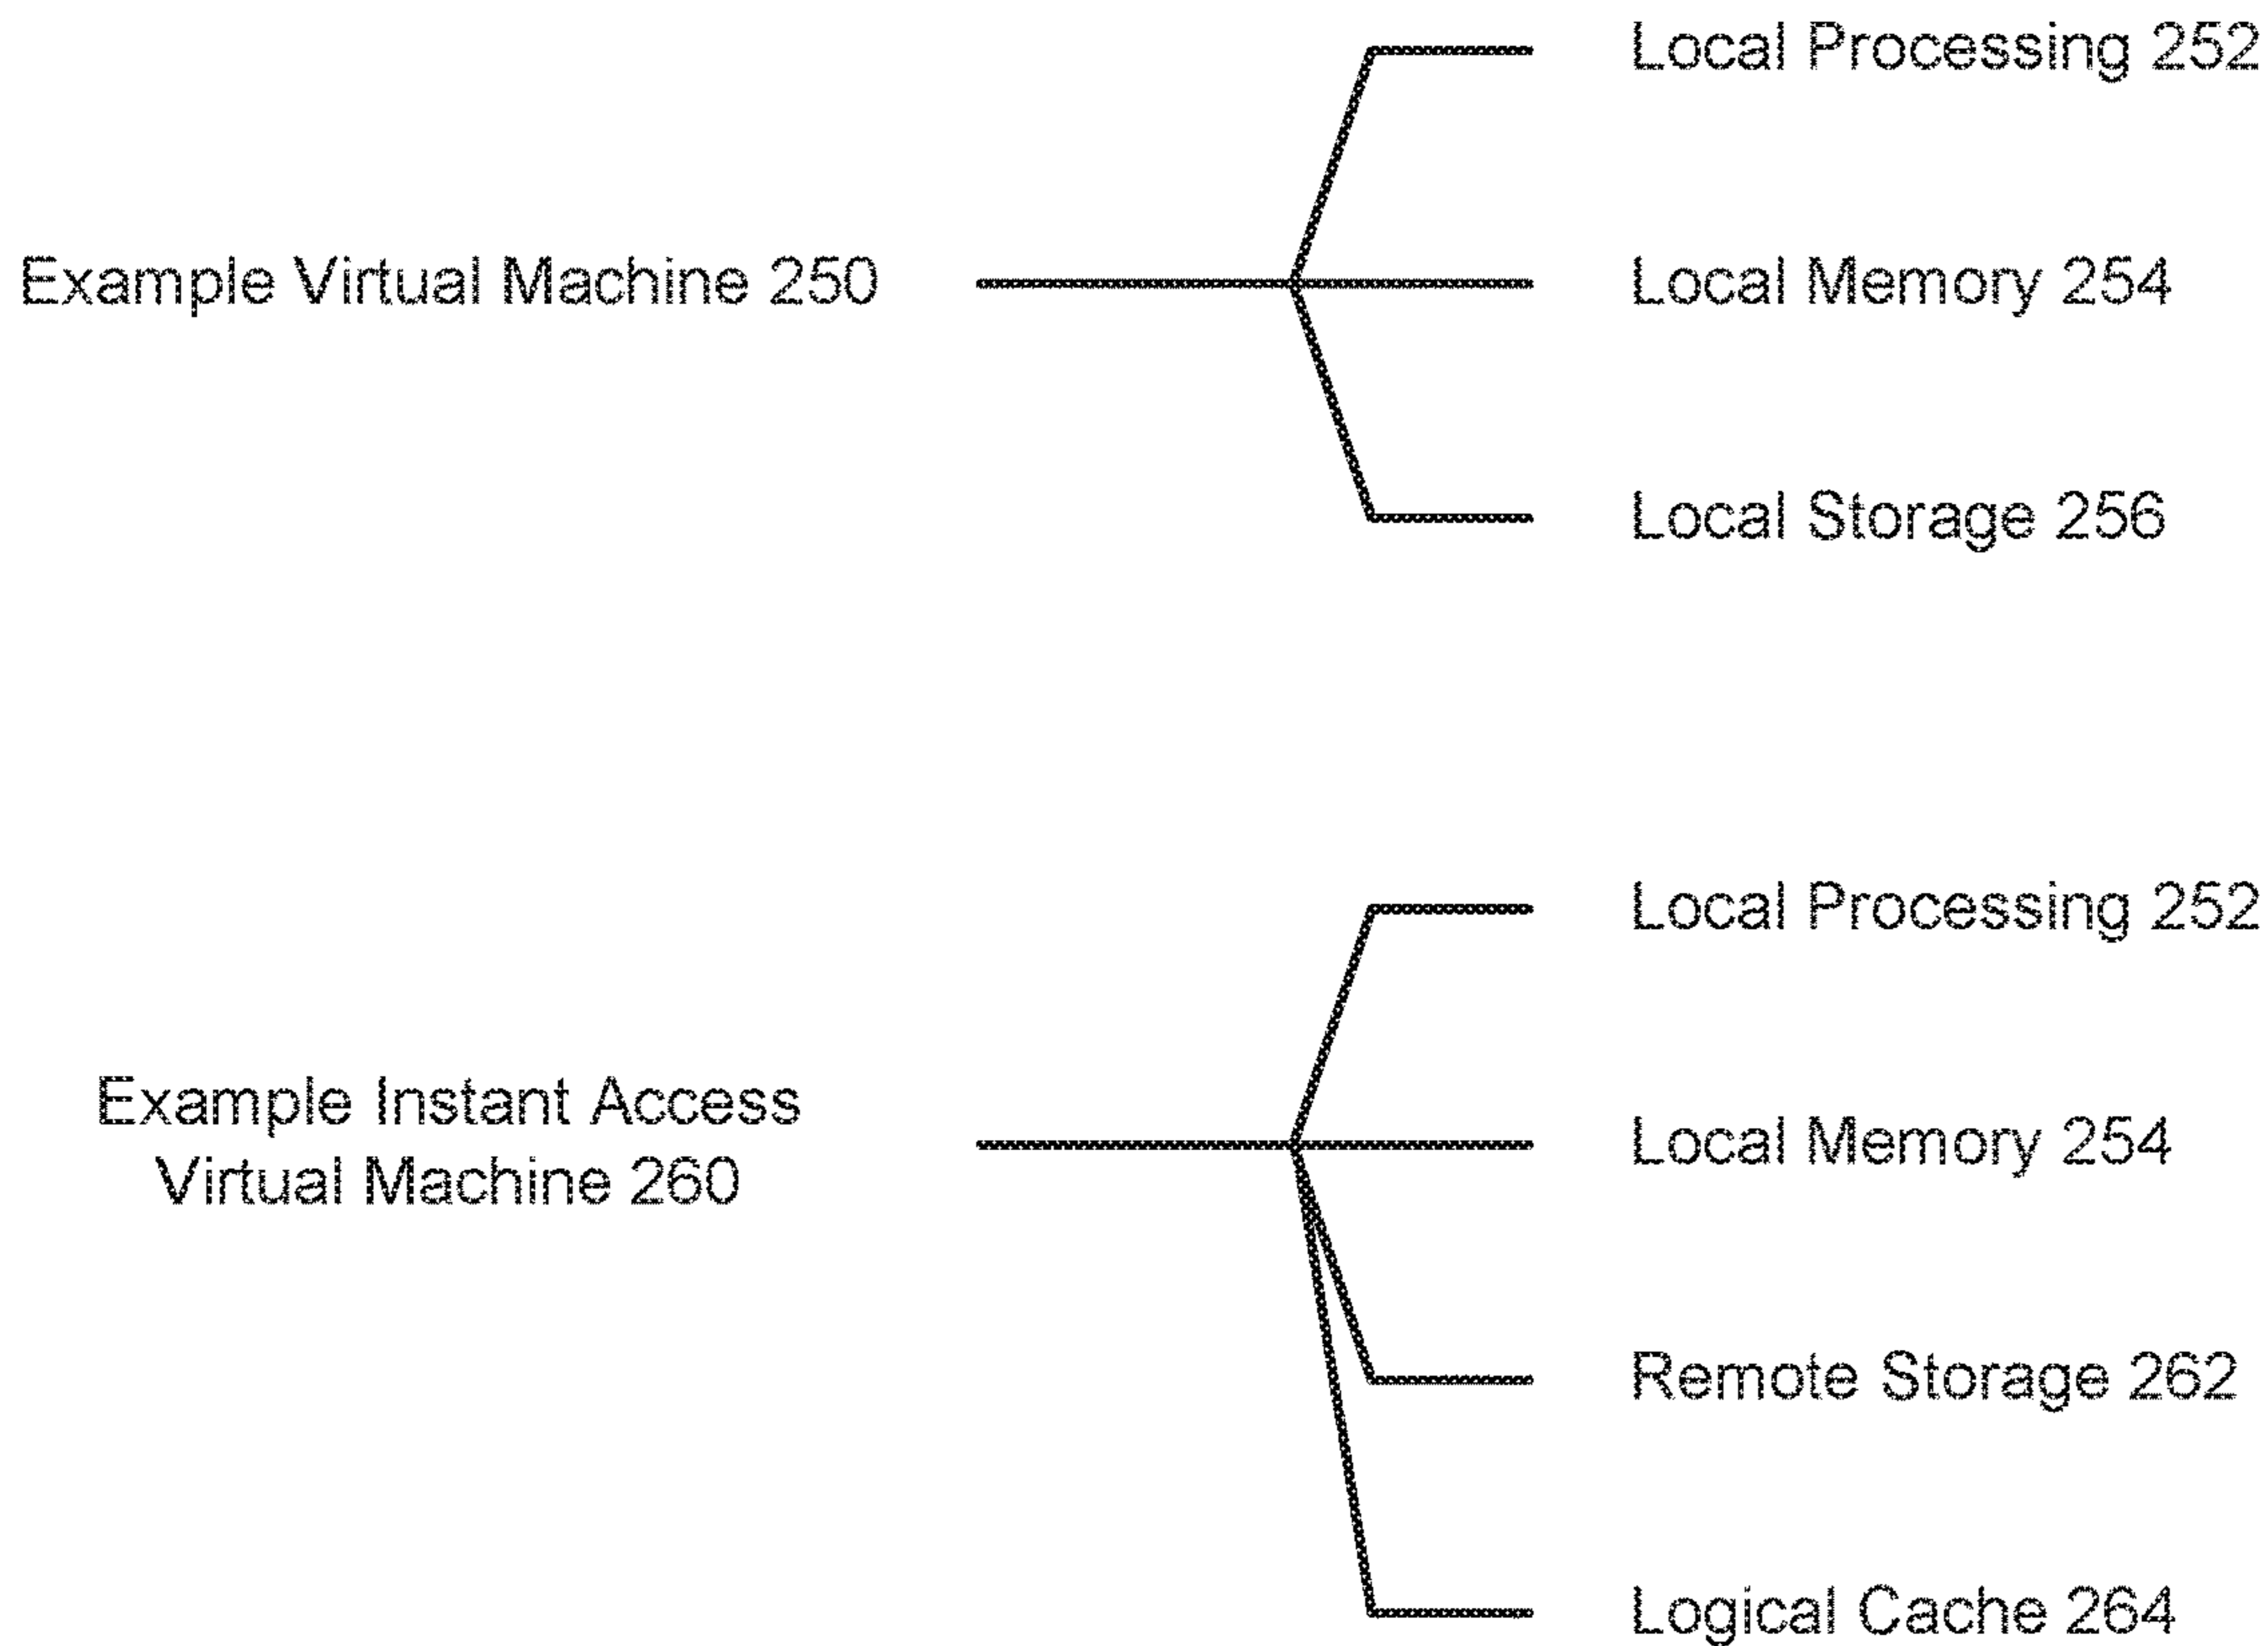 Local Processing 252
Example Virtual Machine 250
Local Memory 254
Local Storage 256
Local Processing 252
Example Instant Access
Virtual Machine 260
Local Memory 254
Remote Storage 262
Logical Cache 264